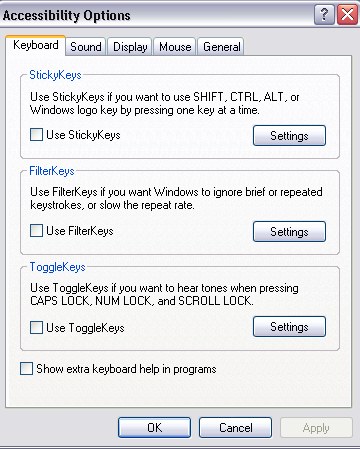 Accessibility Options
Keyboard Sound Display Mouse General
StickyKeys
Use StickyKeys if you want to use SHIFT, CTRL, ALT, or
Windows logo key by pressing one key at a time.
Use StickyKeys Settings
FilterKeys
Use FilterKeys if you want Windows to ignore brief or repeated
keystrokes, or slow the repeat rate.
Use FilterKeys Settings
ToggleKeys
Use ToggleKeys if you want to hear tones when pressing
CAPS LOCK, NUM LOCK, and SCROLL LOCK.
Use ToggleKeys Settings
Show extra keyboard help in programs
OK Cancel Apply